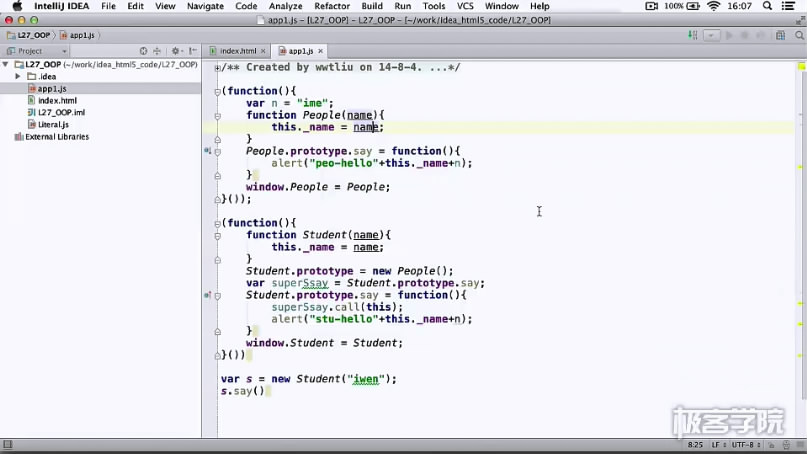 IntelliJ IDEA File Edit View Navigate Code Analyze Refactor Build Run Tools VCS Window Help 100% 16:07
app1.js - [L27_OOP] - L27_OOP - [~/work/idea_html5_code/L27_OOP]
L27_OOP app1.js
Project
index.html app1.js
L27_OOP (~/work/idea_html5_code/L27_OOP)
.idea
app1.js
index.html
L27_OOP.iml
Literal.js
External Libraries
/** Created by wwtliu on 14-8-4. ...*/
(function(){
var n = "ime";
function People(name){
this._name = name;
}
People.prototype.say = function(){
alert("peo-hello"+this._name+n);
}
window.People = People;
}());
(function(){
function Student(name){
this._name = name;
}
Student.prototype = new People();
var superSsay = Student.prototype.say;
Student.prototype.say = function(){
superSsay.call(this);
alert("stu-hello"+this._name+n);
}
window.Student = Student;
}())
var s = new Student("iwen");
s.say()
极客学院
8:25 LF UTF-8